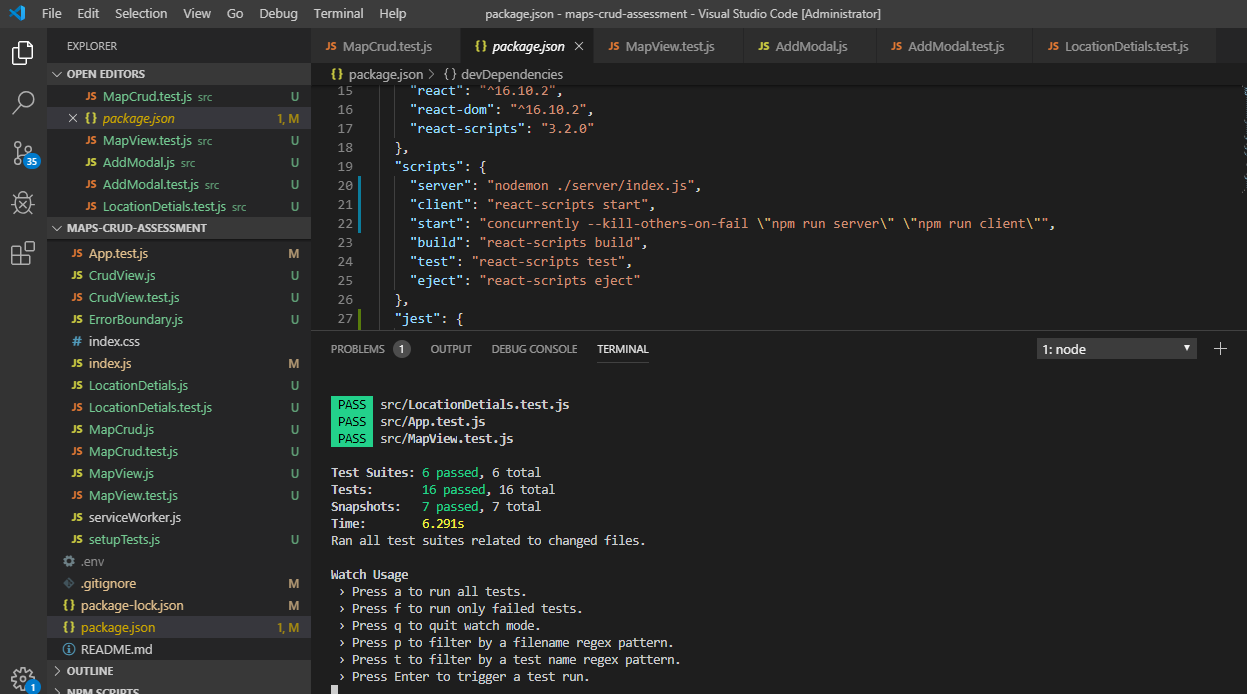 File Edit Selection View Go Debug Terminal Help package.json - maps-crud-assessment - Visual Studio Code [Administrator]
EXPLORER
OPEN EDITORS
JS MapCrud.test.js src U
{} package.json 1, M
JS MapView.test.js src U
JS AddModal.js src U
JS AddModal.test.js src U
JS LocationDetials.test.js src U
MAPS-CRUD-ASSESSMENT
JS App.test.js M
JS CrudView.js U
JS CrudView.test.js U
JS ErrorBoundary.js U
# index.css
JS index.js M
JS LocationDetials.js U
JS LocationDetials.test.js U
JS MapCrud.js U
JS MapCrud.test.js U
JS MapView.js U
JS MapView.test.js U
JS serviceWorker.js
JS setupTests.js U
.env
.gitignore M
{} package-lock.json M
{} package.json 1, M
README.md
OUTLINE
NPM SCRIPTS
35
1
JS MapCrud.test.js {} package.json JS MapView.test.js JS AddModal.js JS AddModal.test.js JS LocationDetials.test.js
{} package.json > {} devDependencies
15 "react": "^16.10.2",
16 "react-dom": "^16.10.2",
17 "react-scripts": "3.2.0"
18 },
19 "scripts": {
20 "server": "nodemon ./server/index.js",
21 "client": "react-scripts start",
22 "start": "concurrently --kill-others-on-fail \"npm run server\" \"npm run client\"",
23 "build": "react-scripts build",
24 "test": "react-scripts test",
25 "eject": "react-scripts eject"
26 },
27 "jest": {
PROBLEMS 1 OUTPUT DEBUG CONSOLE TERMINAL 1: node
PASS src/LocationDetials.test.js
PASS src/App.test.js
PASS src/MapView.test.js
Test Suites: 6 passed, 6 total
Tests: 16 passed, 16 total
Snapshots: 7 passed, 7 total
Time: 6.291s
Ran all test suites related to changed files.
Watch Usage
› Press a to run all tests.
› Press f to run only failed tests.
› Press q to quit watch mode.
› Press p to filter by a filename regex pattern.
› Press t to filter by a test name regex pattern.
› Press Enter to trigger a test run.